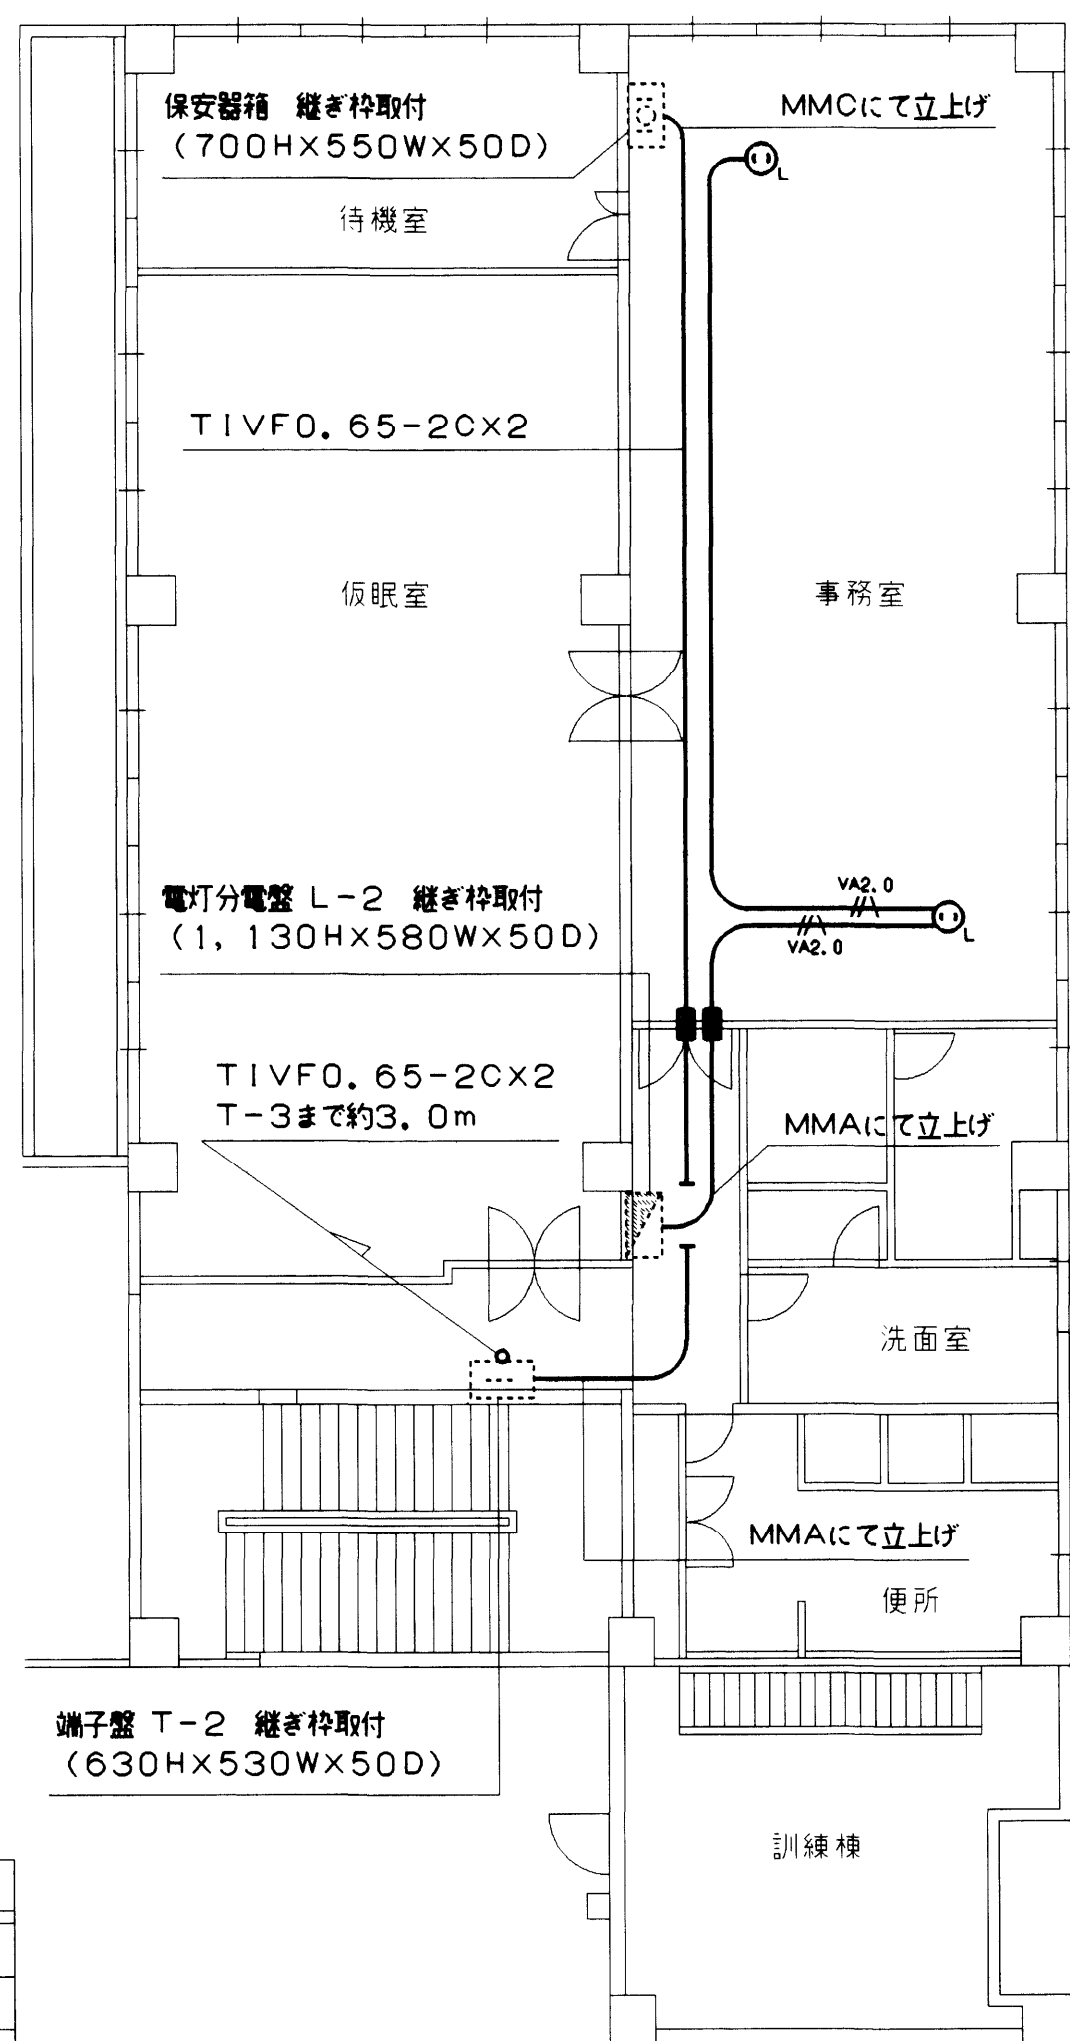 保安器箱 継ぎ枠取付
(700H×550W×50D)
MMCにて立上げ
L
待機室
TIVF0.65-2C×2
仮眠室
事務室
電灯分電盤 L-2 継ぎ枠取付
(1,130H×580W×50D)
VA2.0
VA2.0
L
TIVF0.65-2C×2
T-3まで約3.0m
MMAにて立上げ
洗面室
MMAにて立上げ
便所
端子盤 T-2 継ぎ枠取付
(630H×530W×50D)
訓練棟